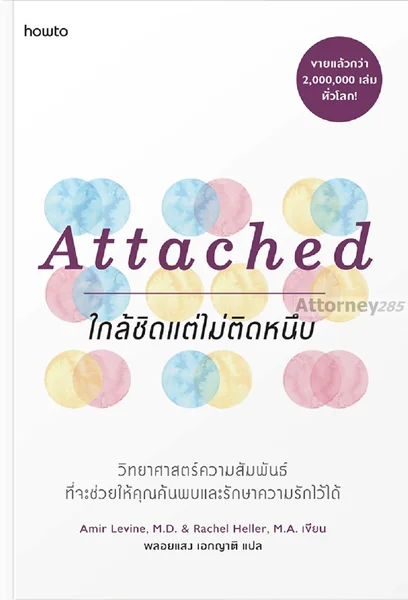 howto
ขายแล้วกว่า
2,000,000 เล่ม
ทั่วโลก!
Attached
Attorney285
ใกล้ชิดแต่ไม่ติดหนึบ
วิทยาศาสตร์ความสัมพันธ์
ที่จะช่วยให้คุณค้นพบและรักษาความรักไว้ได้
Amir Levine, M.D. & Rachel Heller, M.A. เขียน
พลอยแสง เอกญาติ แปล